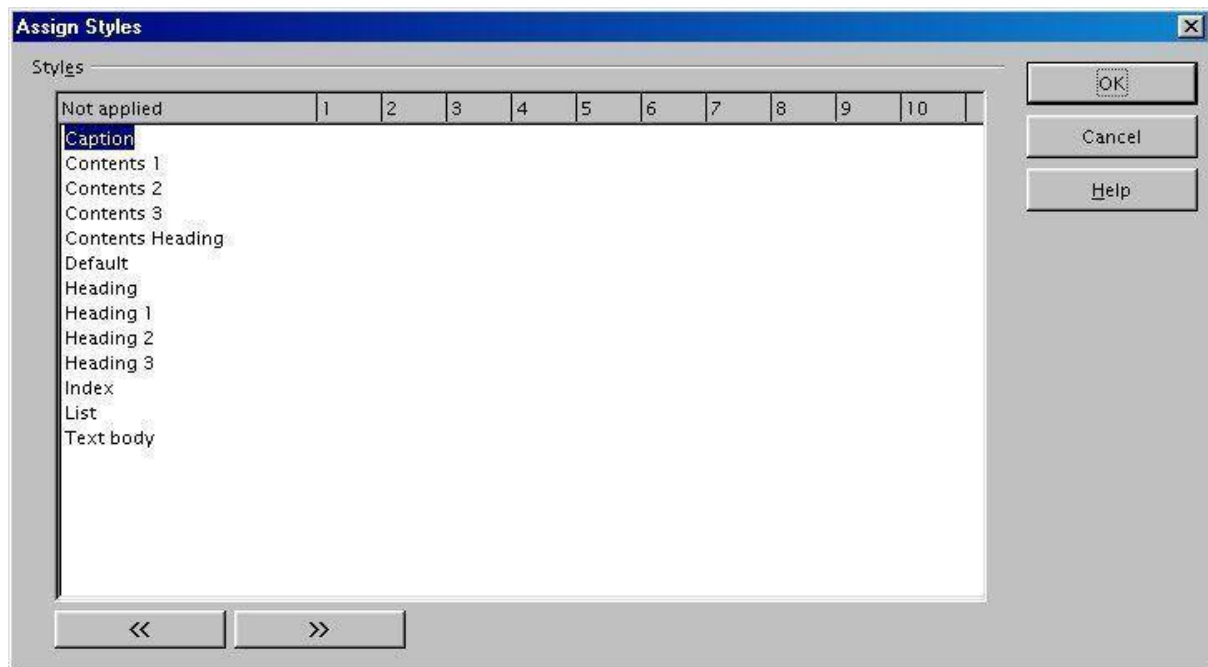 Assign Styles
Styles
OK
Not applied 1 2 3 4 5 6 7 8 9 10
Caption
Cancel
Contents 1
Contents 2
Help
Contents 3
Contents Heading
Default
Heading
Heading 1
Heading 2
Heading 3
Index
List
Text body
<< >>